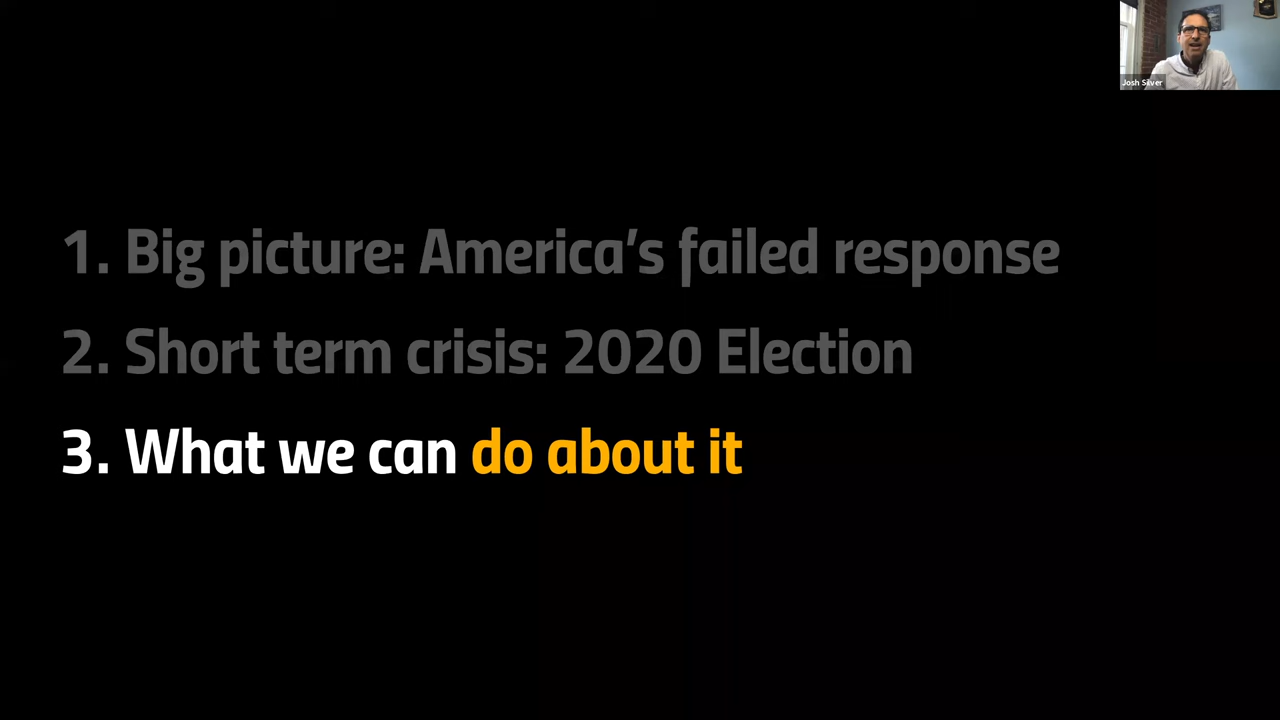 Josh Silver
1. Big picture: America's failed response
2. Short term crisis: 2020 Election
3. What we can do about it